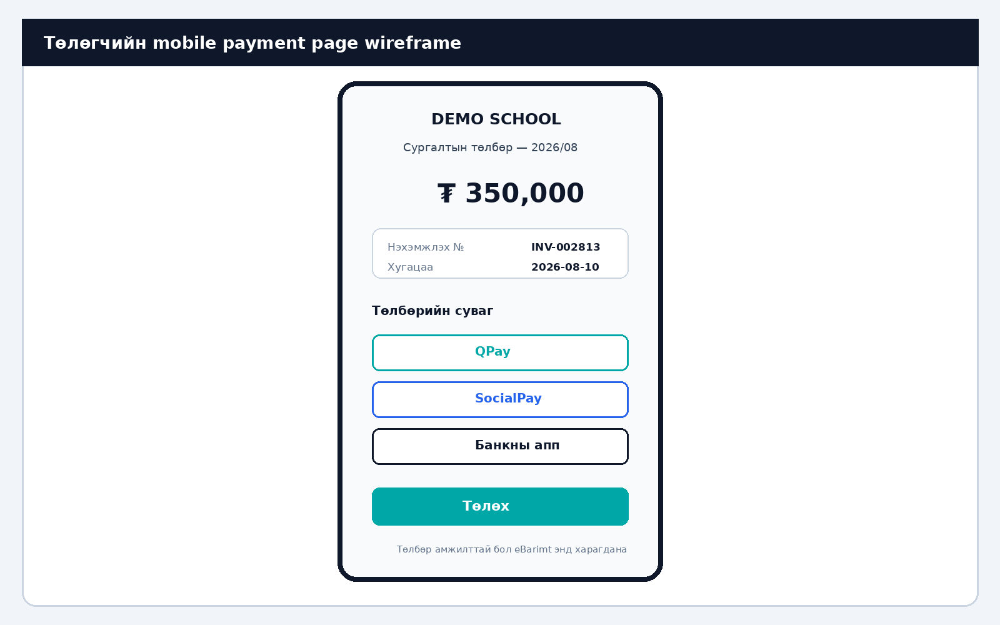 Төлөгчийн mobile payment page wireframe
DEMO SCHOOL
Сургалтын төлбөр — 2026/08
₮ 350,000
Нэхэмжлэх № INV-002813
Хугацаа 2026-08-10
Төлбөрийн суваг
QPay
SocialPay
Банкны апп
Төлөх
Төлбөр амжилттай бол eBarimt энд харагдана